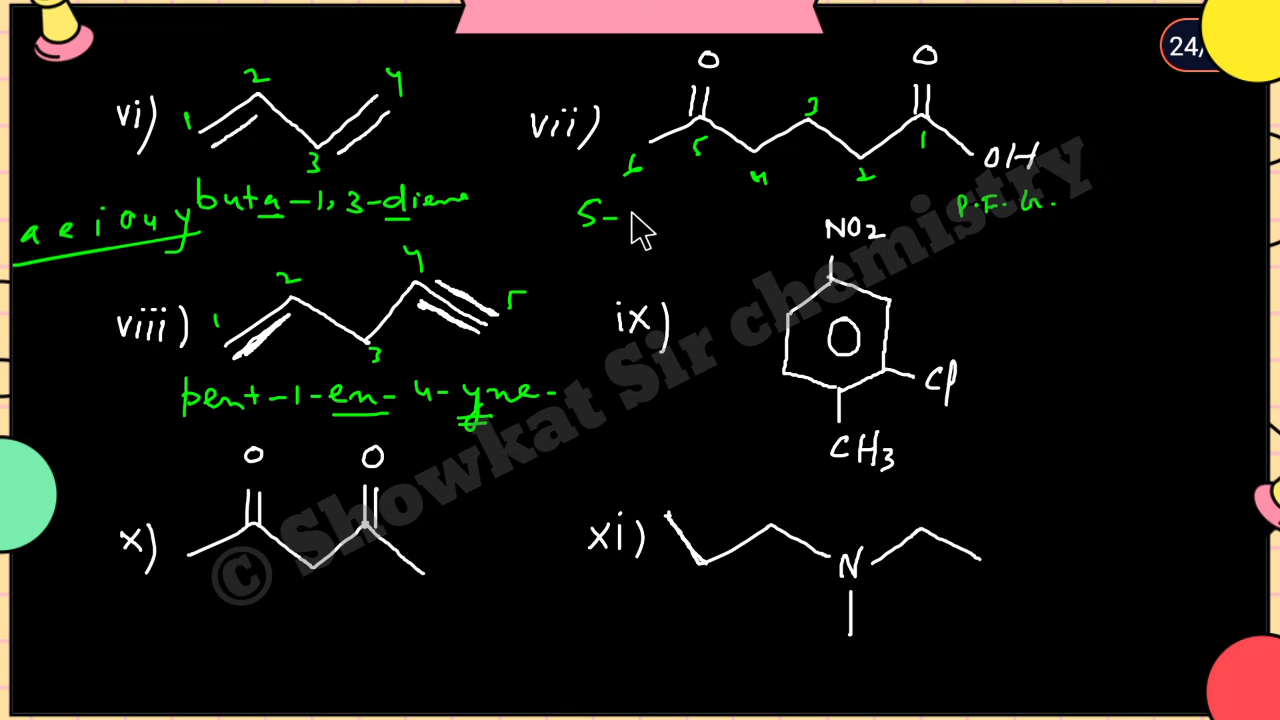 24/
vi)
1 2 3 4
buta-1,3-diene
a e i o u y
vii)
O O
6 5 4 3 2 1
OH
5-
P.F.G.
viii)
1 2 3 4 5
pent-1-en-4-yne-
ix)
NO2
Cl
CH3
x)
O O
xi)
N
© Showkat Sir chemistry